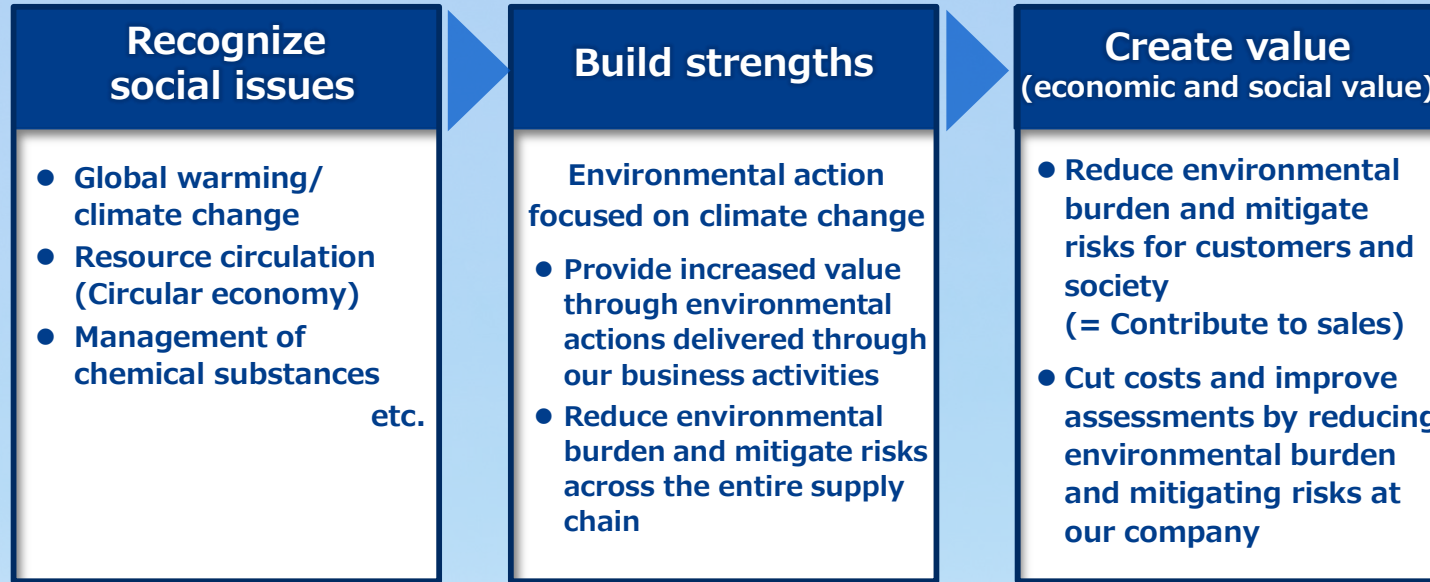 Recognize
social issues
● Global warming/
climate change
● Resource circulation
(Circular economy)
● Management of
chemical substances
etc.
Build strengths
Environmental action
focused on climate change
● Provide increased value
through environmental
actions delivered through
our business activities
● Reduce environmental
burden and mitigate risks
across the entire supply
chain
Create value
(economic and social value)
● Reduce environmental
burden and mitigate
risks for customers and
society
(= Contribute to sales)
● Cut costs and improve
assessments by reducing
environmental burden
and mitigating risks at
our company